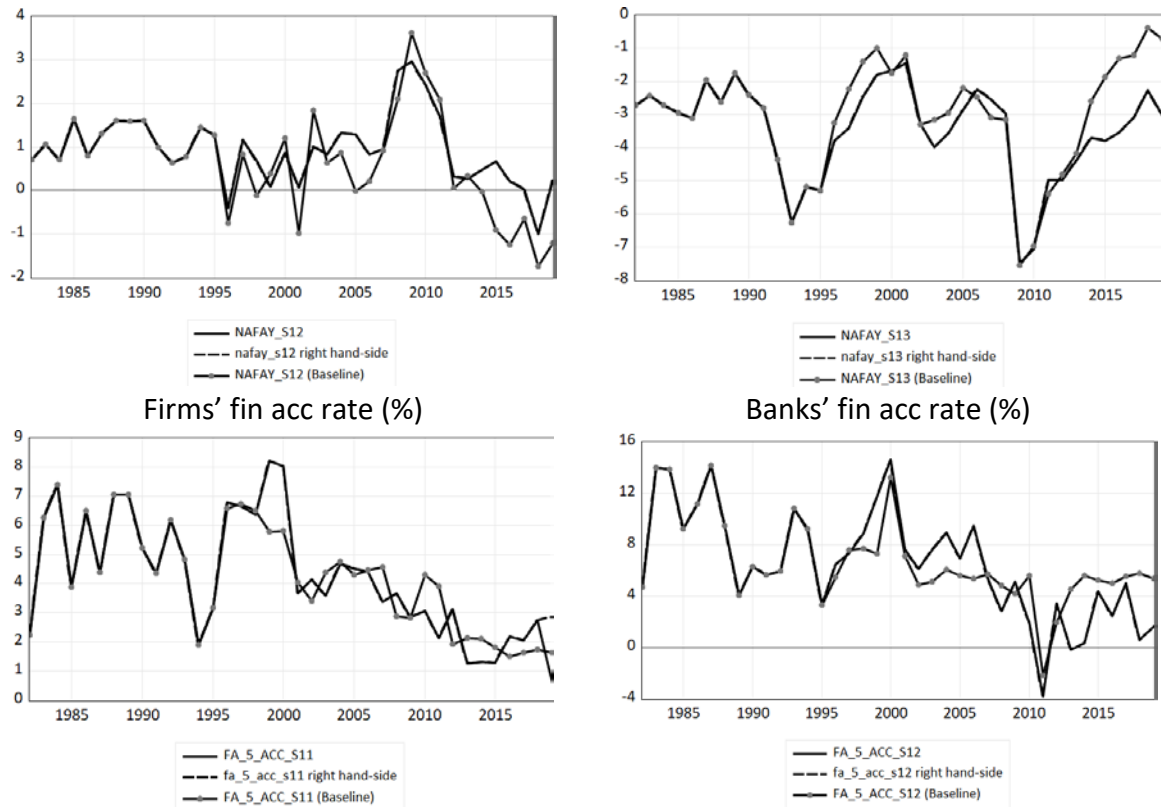 4
3
2
1
0
-1
-2
1985 1990 1995 2000 2005 2010 2015
NAFAY_S12
nafay_s12 right hand-side
NAFAY_S12 (Baseline)
-0
-1
-2
-3
-4
-5
-6
-7
-8
1985 1990 1995 2000 2005 2010 2015
NAFAY_S13
nafay_s13 right hand-side
NAFAY_S13 (Baseline)
Firms’ fin acc rate (%)
9
8
7
6
5
4
3
2
1
0
1985 1990 1995 2000 2005 2010 2015
FA_5_ACC_S11
fa_5_acc_s11 right hand-side
FA_5_ACC_S11 (Baseline)
Banks’ fin acc rate (%)
16
12
8
4
0
-4
1985 1990 1995 2000 2005 2010 2015
FA_5_ACC_S12
fa_5_acc_s12 right hand-side
FA_5_ACC_S12 (Baseline)